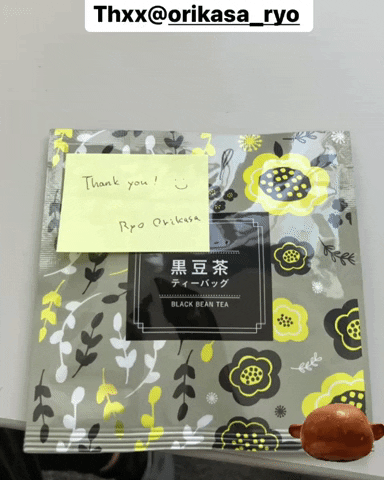 Thxx@orikasa_ryo
Thank you! :)
Ryo Orikasa
黒豆茶
ティーバッグ
BLACK BEAN TEA